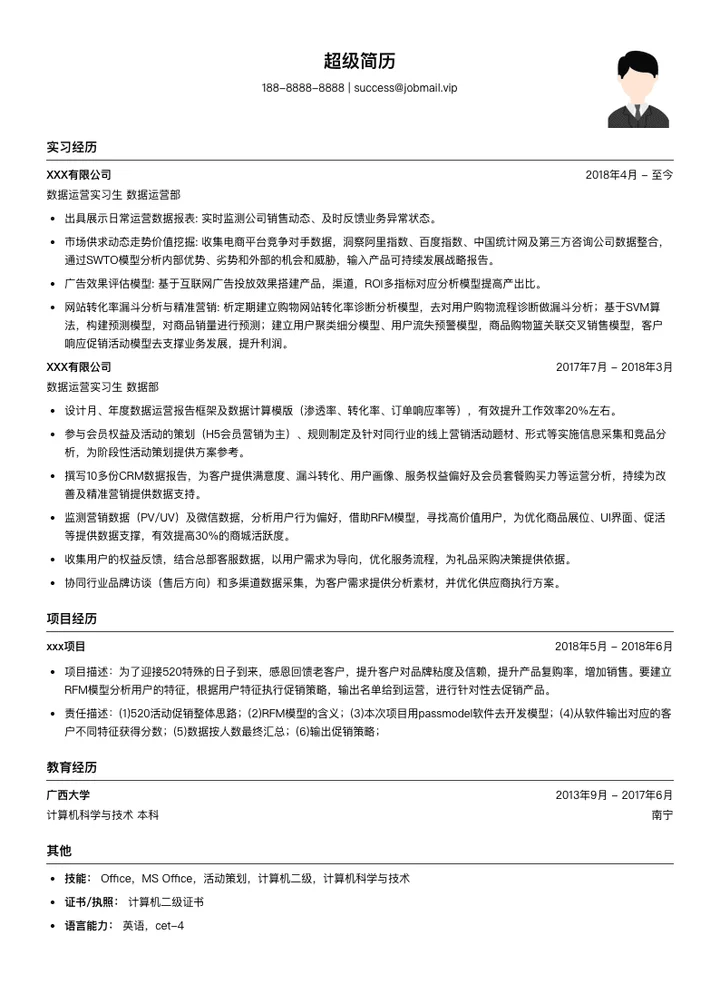 超级简历
188-8888-8888 | success@jobmail.vip
实习经历
XXX有限公司 2018年4月 - 至今
数据运营实习生 数据运营部
• 出具展示日常运营数据报表: 实时监测公司销售动态、及时反馈业务异常状态。
• 市场供求动态走势价值挖掘: 收集电商平台竞争对手数据，洞察阿里指数、百度指数、中国统计网及第三方咨询公司数据整合，
通过SWTO模型分析内部优势、劣势和外部的机会和威胁，输入产品可持续发展战略报告。
• 广告效果评估模型: 基于互联网广告投放效果搭建产品，渠道，ROI多指标对应分析模型提高产出比。
• 网站转化率漏斗分析与精准营销: 析定期建立购物网站转化率诊断分析模型，去对用户购物流程诊断做漏斗分析；基于SVM算
法，构建预测模型，对商品销量进行预测；建立用户聚类细分模型、用户流失预警模型，商品购物篮关联交叉销售模型，客户
响应促销活动模型去支撑业务发展，提升利润。
XXX有限公司 2017年7月 - 2018年3月
数据运营实习生 数据部
• 设计月、年度数据运营报告框架及数据计算模版（渗透率、转化率、订单响应率等），有效提升工作效率20%左右。
• 参与会员权益及活动的策划（H5会员营销为主）、规则制定及针对同行业的线上营销活动题材、形式等实施信息采集和竞品分
析，为阶段性活动策划提供方案参考。
• 撰写10多份CRM数据报告，为客户提供满意度、漏斗转化、用户画像、服务权益偏好及会员套餐购买力等运营分析，持续为改
善及精准营销提供数据支持。
• 监测营销数据（PV/UV）及微信数据，分析用户行为偏好，借助RFM模型，寻找高价值用户，为优化商品展位、UI界面、促活
等提供数据支撑，有效提高30%的商城活跃度。
• 收集用户的权益反馈，结合总部客服数据，以用户需求为导向，优化服务流程，为礼品采购决策提供依据。
• 协同行业品牌访谈（售后方向）和多渠道数据采集，为客户需求提供分析素材，并优化供应商执行方案。
项目经历
xxx项目 2018年5月 - 2018年6月
• 项目描述：为了迎接520特殊的日子到来，感恩回馈老客户，提升客户对品牌粘度及信赖，提升产品复购率，增加销售。要建立
RFM模型分析用户的特征，根据用户特征执行促销策略，输出名单给到运营，进行针对性去促销产品。
• 责任描述：(1)520活动促销整体思路；(2)RFM模型的含义；(3)本次项目用passmodel软件去开发模型；(4)从软件输出对应的客
户不同特征获得分数；(5)数据按人数最终汇总；(6)输出促销策略；
教育经历
广西大学 2013年9月 - 2017年6月
计算机科学与技术 本科 南宁
其他
• 技能： Office，MS Office，活动策划，计算机二级，计算机科学与技术
• 证书/执照： 计算机二级证书
• 语言能力： 英语，cet-4